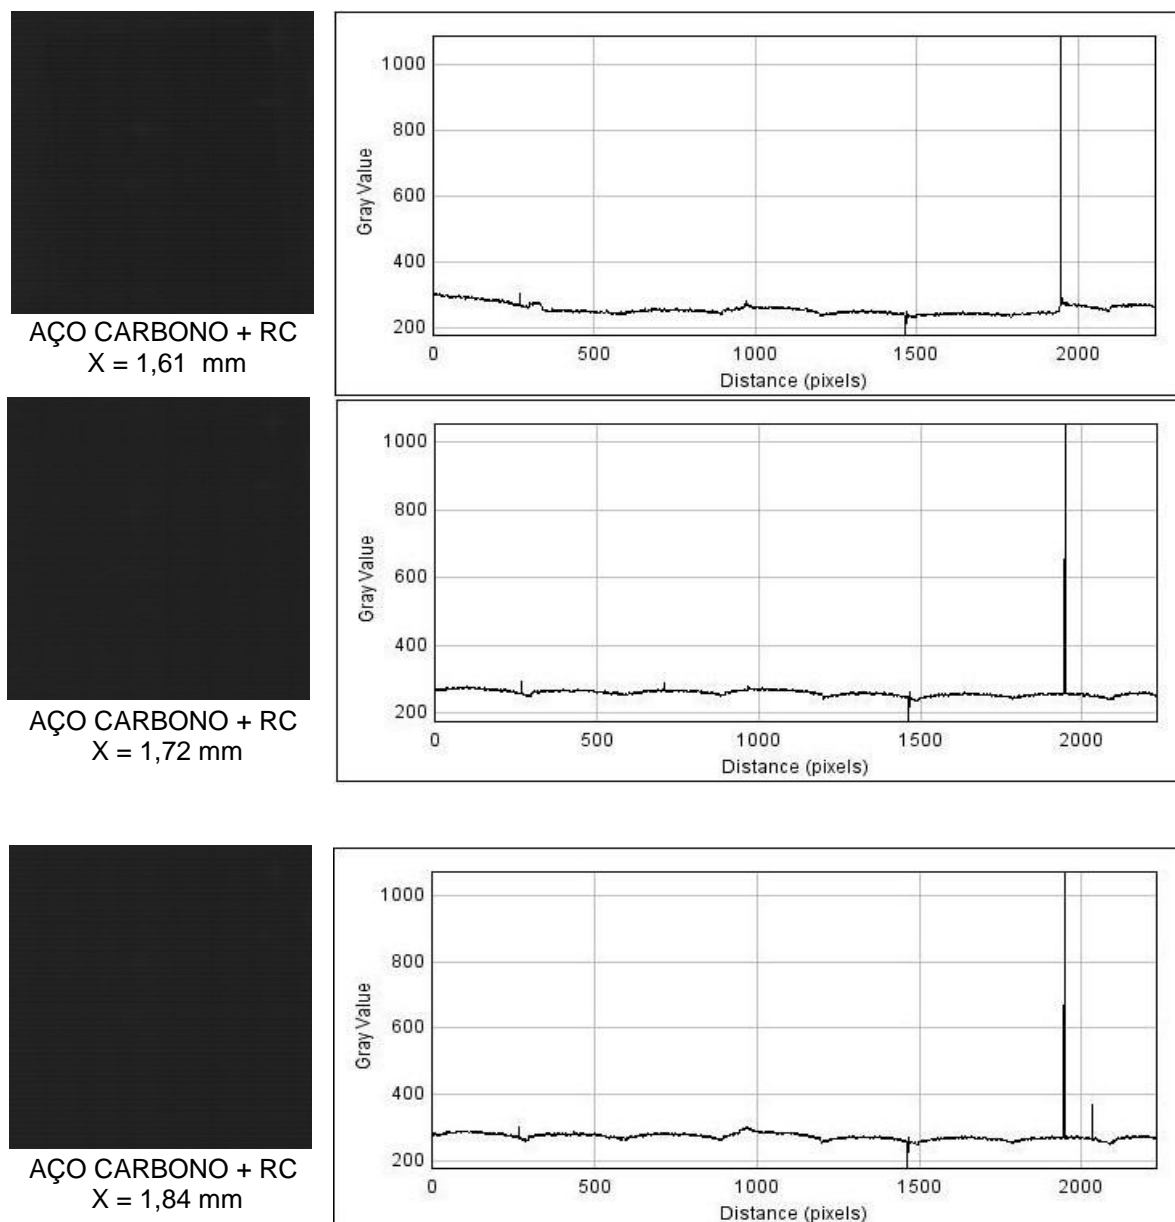 1000
800
600
400
200
Gray Value
0 500 1000 1500 2000
Distance (pixels)
AÇO CARBONO + RC
X = 1,61 mm
1000
800
600
400
200
Gray Value
0 500 1000 1500 2000
Distance (pixels)
AÇO CARBONO + RC
X = 1,72 mm
1000
800
600
400
200
Gray Value
0 500 1000 1500 2000
Distance (pixels)
AÇO CARBONO + RC
X = 1,84 mm